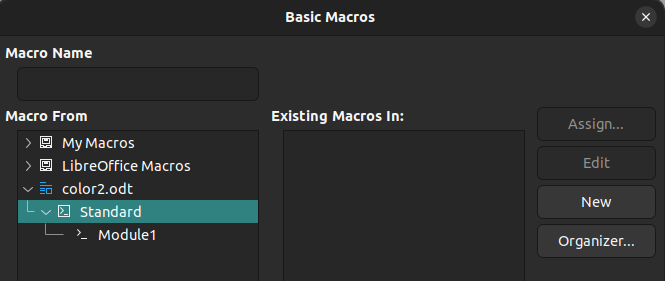 Basic Macros
Macro Name
Macro From
Existing Macros In:
My Macros
LibreOffice Macros
color2.odt
Standard
Module1
Assign...
Edit
New
Organizer...